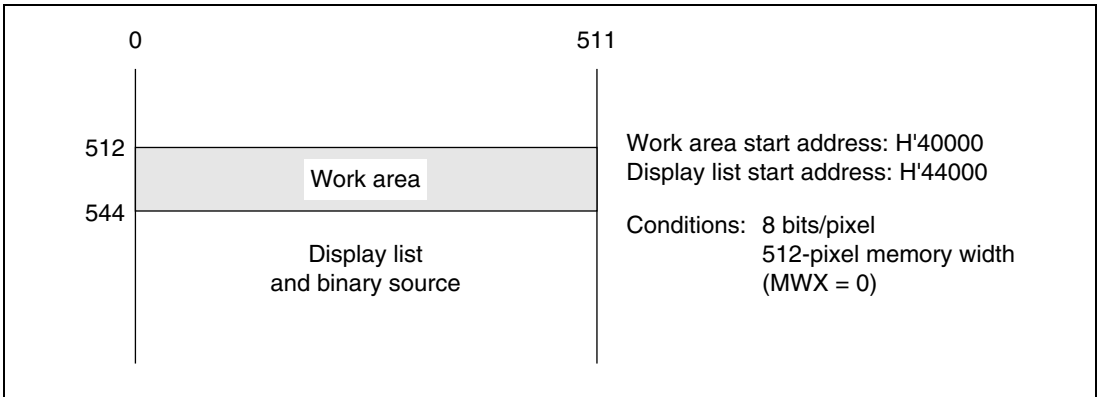 0
511
512
Work area
544
Display list
and binary source
Work area start address: H'40000
Display list start address: H'44000
Conditions: 8 bits/pixel
512-pixel memory width
(MWX = 0)